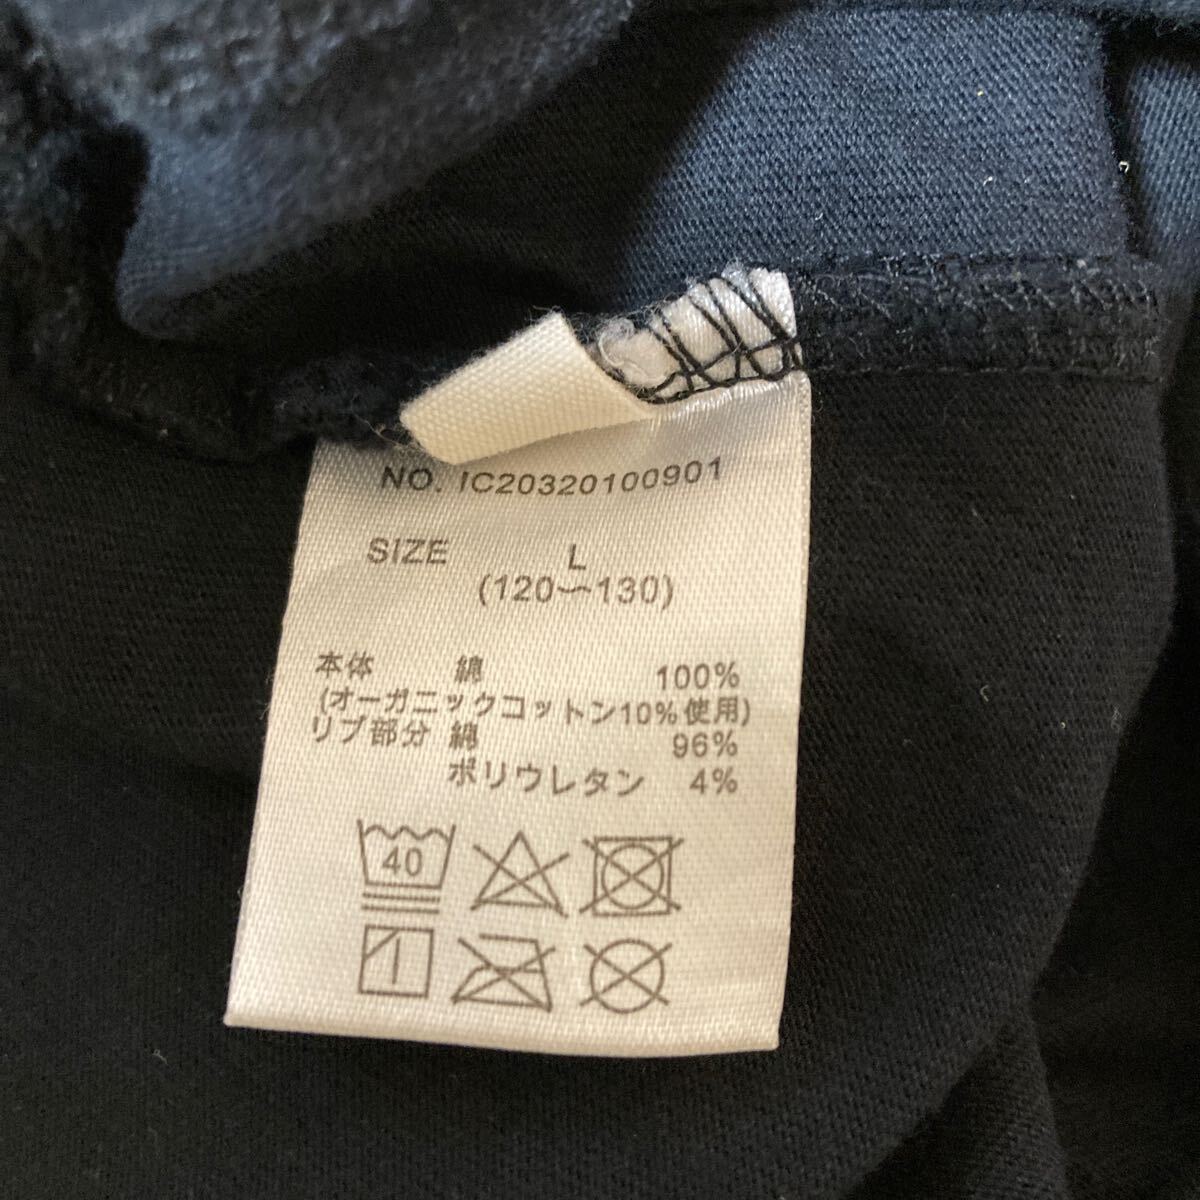 NO. IC20320100901
SIZE L
(120〜130)
本体 綿 100%
(オーガニックコットン10%使用)
リブ部分 綿 96%
ポリウレタン 4%
40